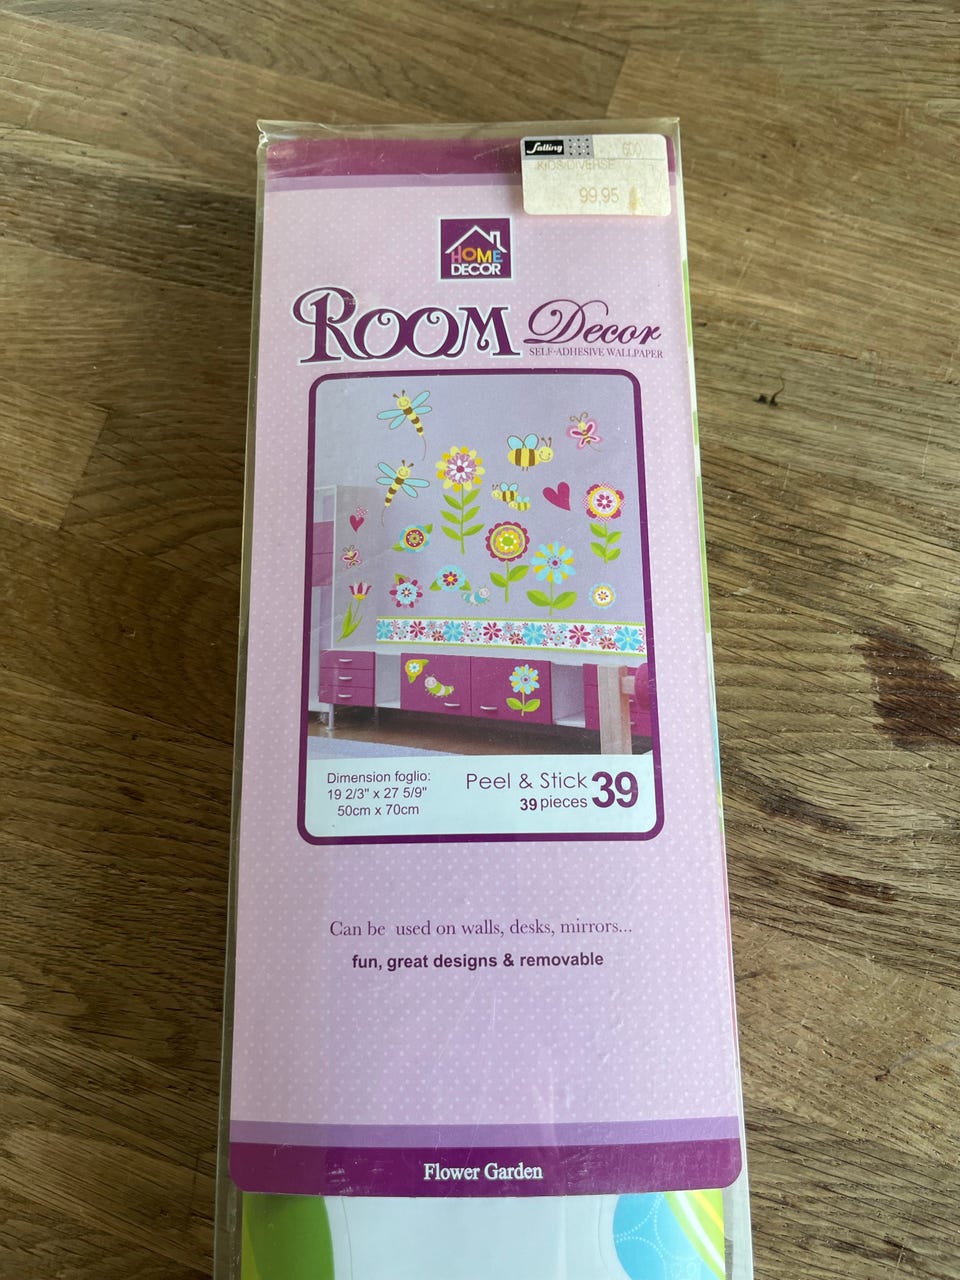 Salling 600
KIDS/DIVERSE
99,95
HOME
DECOR
ROOM Decor
SELF-ADHESIVE WALLPAPER
Dimension foglio:
19 2/3" x 27 5/9"
50cm x 70cm
Peel & Stick 39
39 pieces
Can be used on walls, desks, mirrors...
fun, great designs & removable
Flower Garden